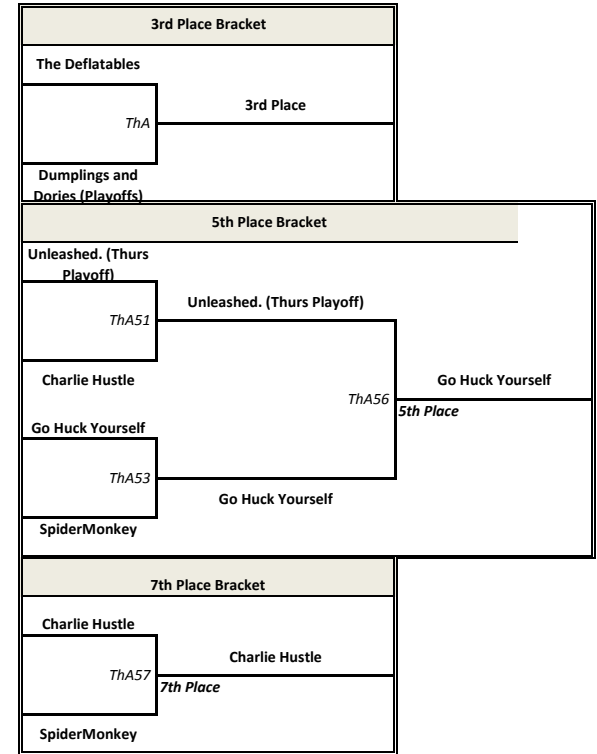 3rd Place Bracket
The Deflatables
3rd Place
ThA
Dumplings and
Dories (Playoffs)
5th Place Bracket
Unleashed. (Thurs
Playoff)
Unleashed. (Thurs Playoff)
ThA51
Charlie Hustle
Go Huck Yourself
ThA56
5th Place
Go Huck Yourself
ThA53
Go Huck Yourself
SpiderMonkey
7th Place Bracket
Charlie Hustle
Charlie Hustle
ThA57
7th Place
SpiderMonkey